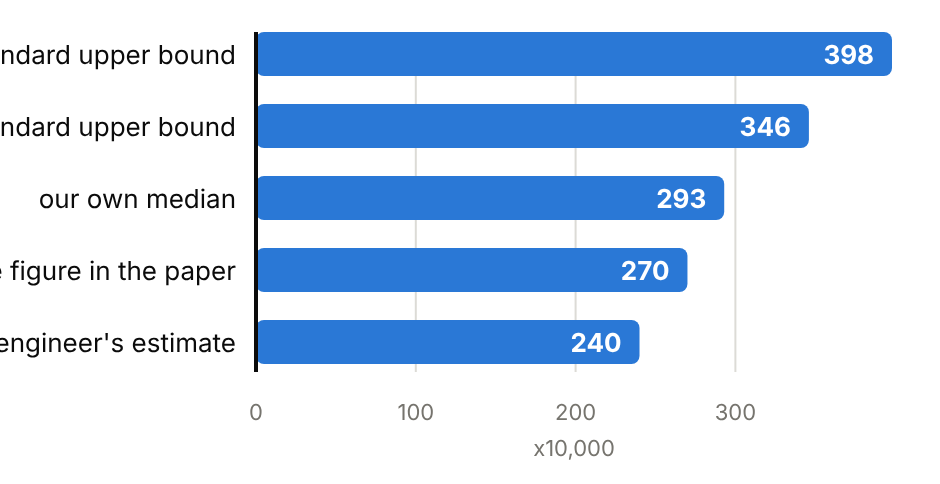 ndard upper bound 398
ndard upper bound 346
our own median 293
figure in the paper 270
engineer's estimate 240
0 100 200 300
x10,000